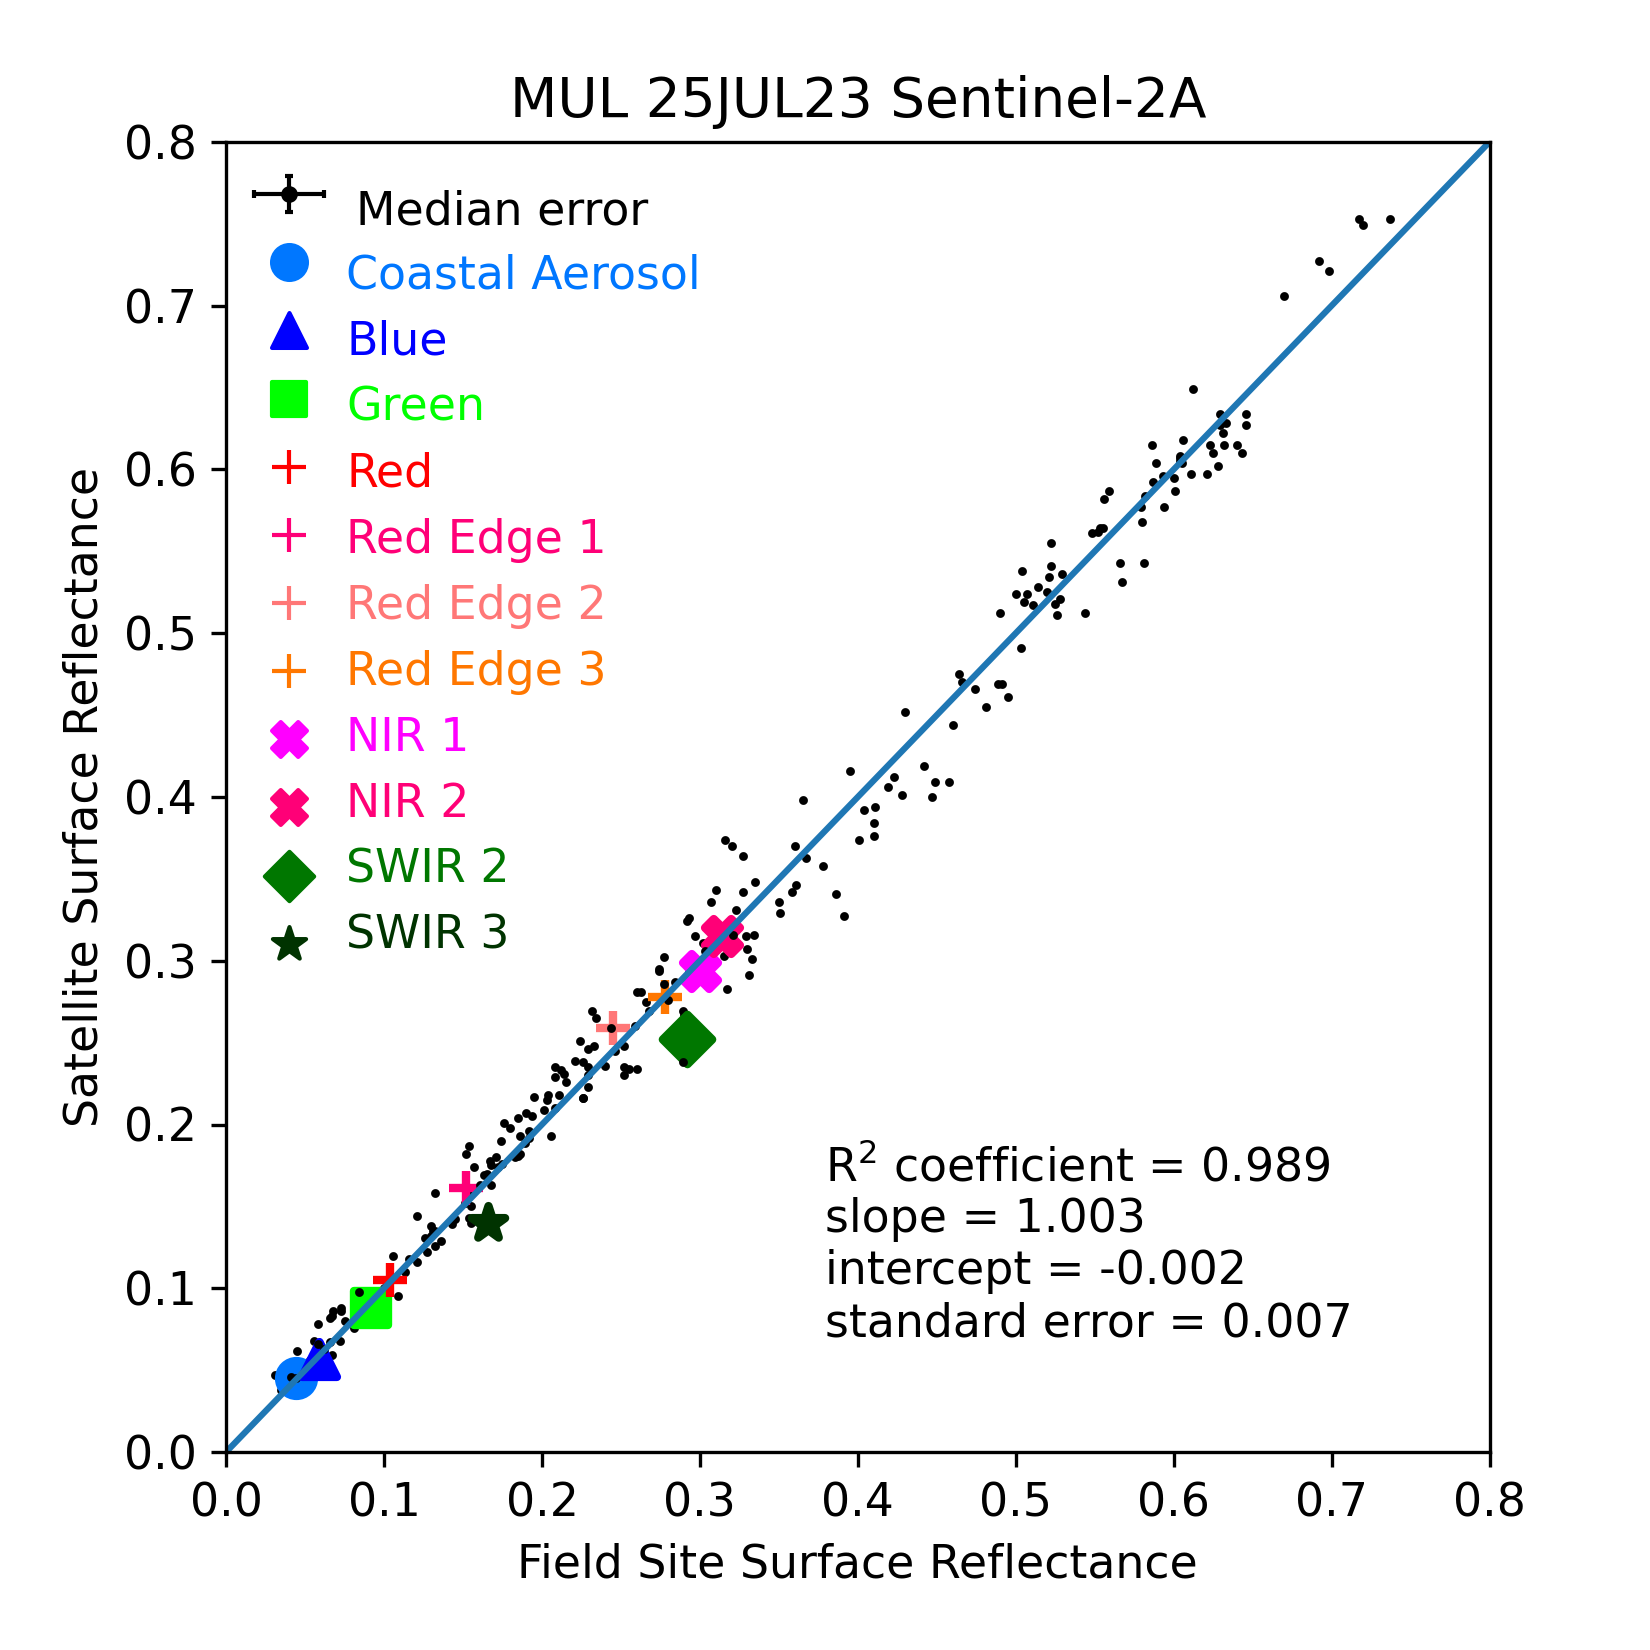 MUL 25JUL23 Sentinel-2A
0.8
0.7
0.6
0.5
0.4
0.3
0.2
0.1
0.0
Satellite Surface Reflectance
Median error
Coastal Aerosol
Blue
Green
Red
Red Edge 1
Red Edge 2
Red Edge 3
NIR 1
NIR 2
SWIR 2
SWIR 3
R² coefficient = 0.989
slope = 1.003
intercept = -0.002
standard error = 0.007
0.0 0.1 0.2 0.3 0.4 0.5 0.6 0.7 0.8
Field Site Surface Reflectance